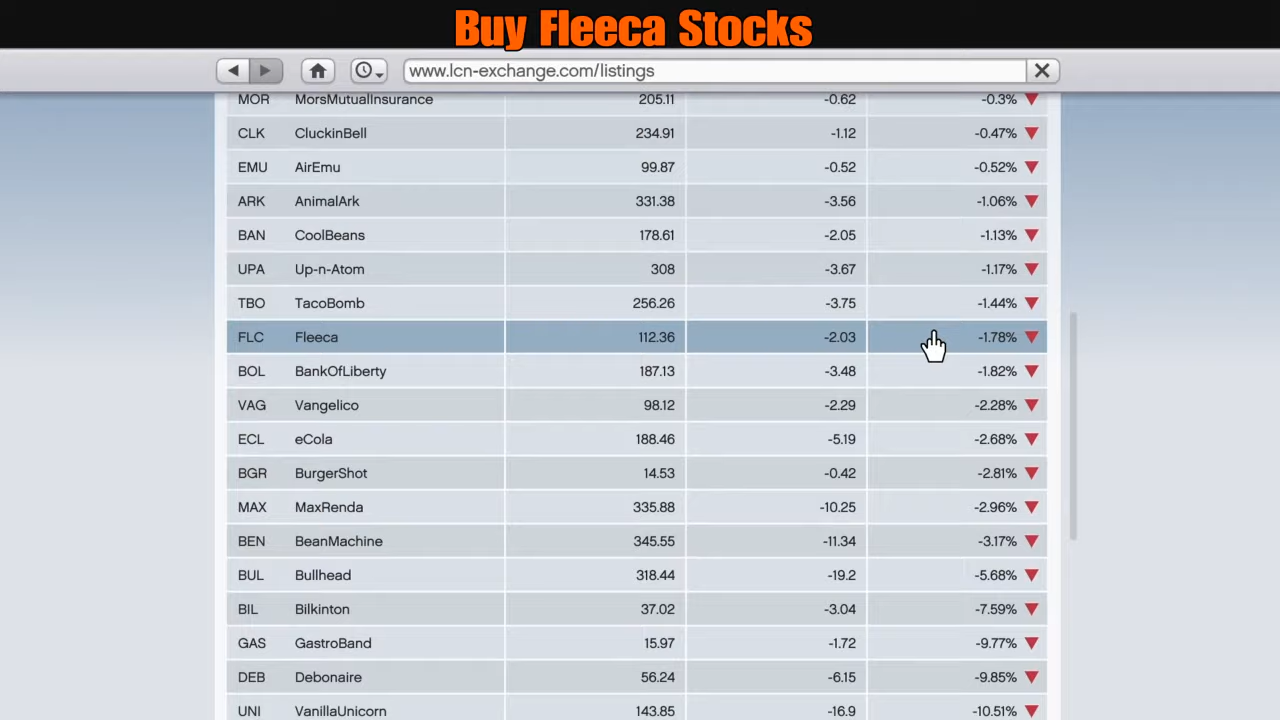 Buy Fleeca Stocks
www.lcn-exchange.com/listings
MOR MorsMutualInsurance 205.11 -0.62 -0.3%
CLK CluckinBell 234.91 -1.12 -0.47%
EMU AirEmu 99.87 -0.52 -0.52%
ARK AnimalArk 331.38 -3.56 -1.06%
BAN CoolBeans 178.61 -2.05 -1.13%
UPA Up-n-Atom 308 -3.67 -1.17%
TBO TacoBomb 256.26 -3.75 -1.44%
FLC Fleeca 112.36 -2.03 -1.78%
BOL BankOfLiberty 187.13 -3.48 -1.82%
VAG Vangelico 98.12 -2.29 -2.28%
ECL eCola 188.46 -5.19 -2.68%
BGR BurgerShot 14.53 -0.42 -2.81%
MAX MaxRenda 335.88 -10.25 -2.96%
BEN BeanMachine 345.55 -11.34 -3.17%
BUL Bullhead 318.44 -19.2 -5.68%
BIL Bilkinton 37.02 -3.04 -7.59%
GAS GastroBand 15.97 -1.72 -9.77%
DEB Debonaire 56.24 -6.15 -9.85%
UNI VanillaUnicorn 143.85 -16.9 -10.51%